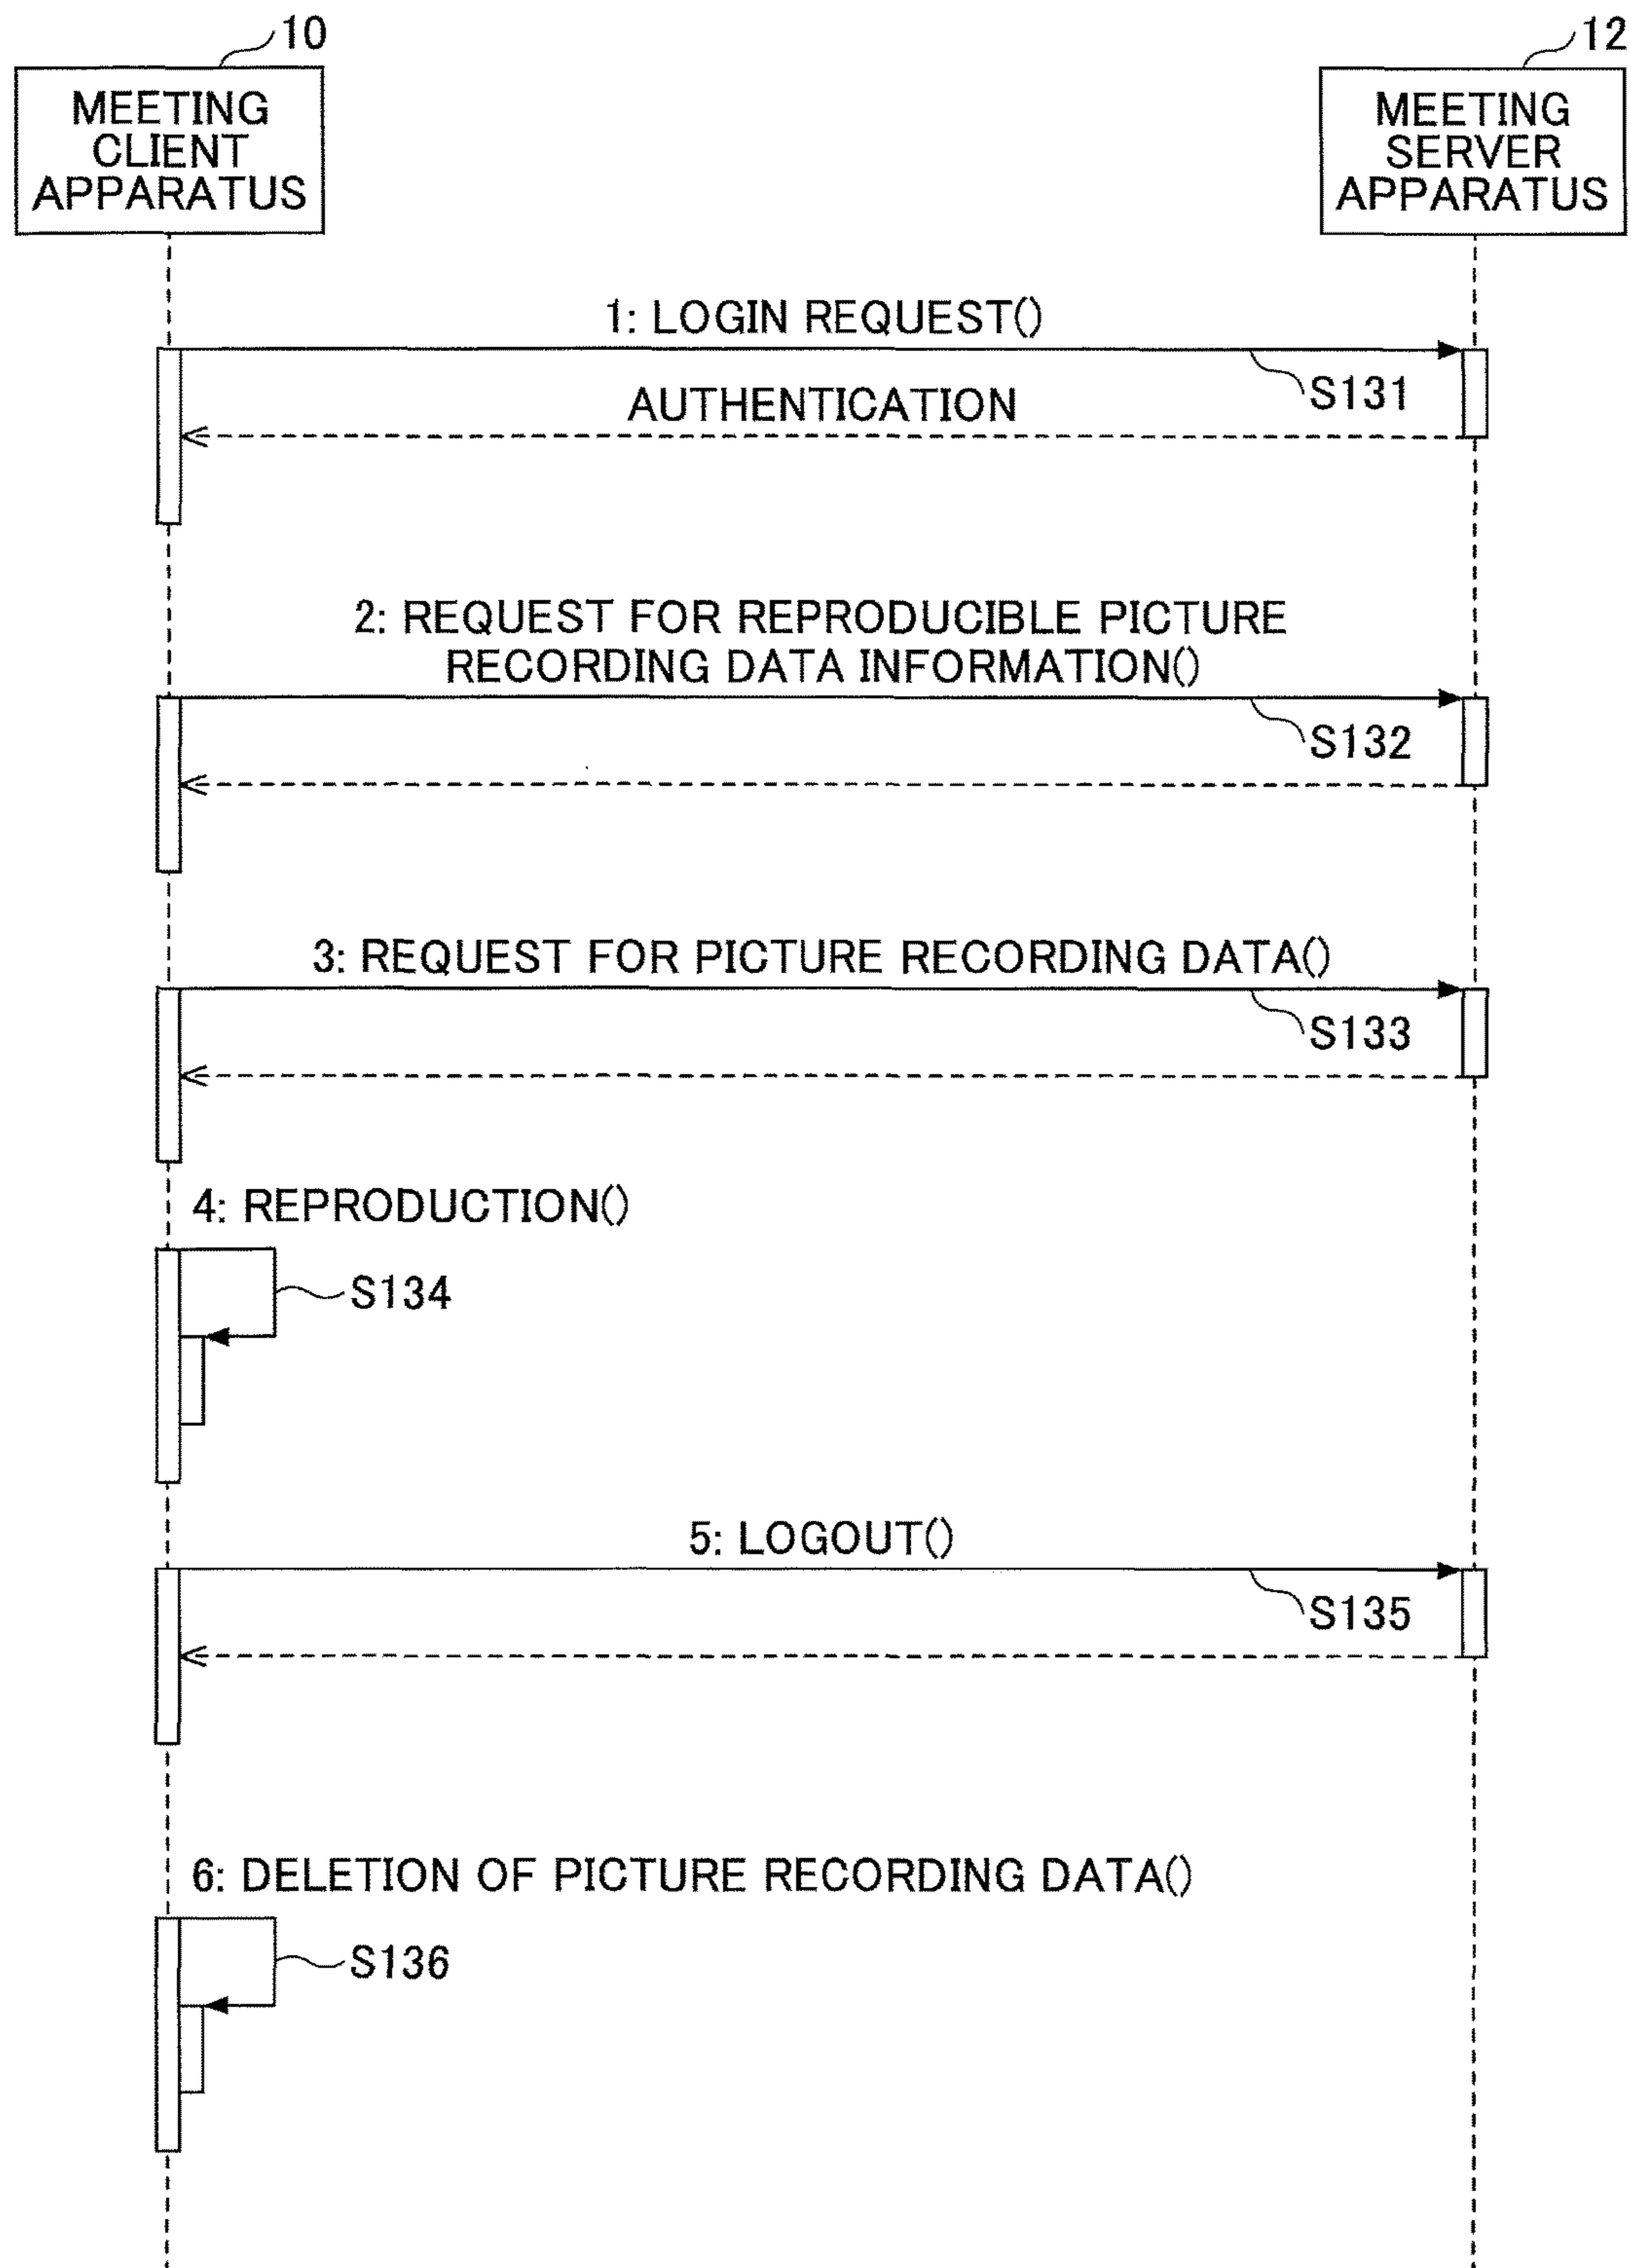 10
12
MEETING
CLIENT
APPARATUS
MEETING
SERVER
APPARATUS
1: LOGIN REQUEST()
S131
AUTHENTICATION
2: REQUEST FOR REPRODUCIBLE PICTURE
RECORDING DATA INFORMATION()
S132
3: REQUEST FOR PICTURE RECORDING DATA()
S133
4: REPRODUCTION()
S134
5: LOGOUT()
S135
6: DELETION OF PICTURE RECORDING DATA()
S136